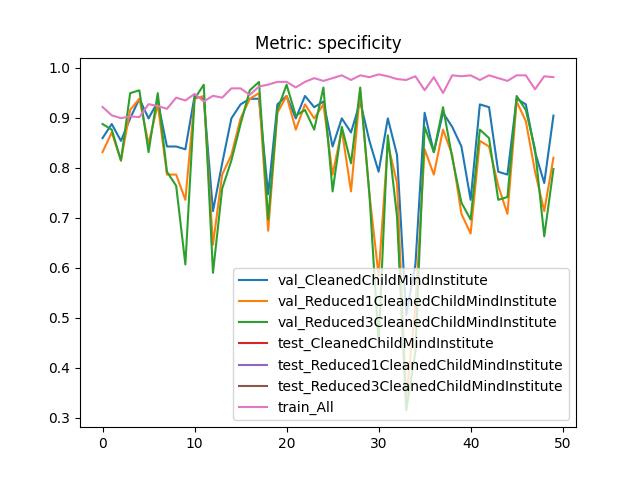 Metric: specificity
1.0
0.9
0.8
0.7
0.6
0.5
0.4
0.3
0 10 20 30 40 50
val_CleanedChildMindInstitute
val_Reduced1CleanedChildMindInstitute
val_Reduced3CleanedChildMindInstitute
test_CleanedChildMindInstitute
test_Reduced1CleanedChildMindInstitute
test_Reduced3CleanedChildMindInstitute
train_All